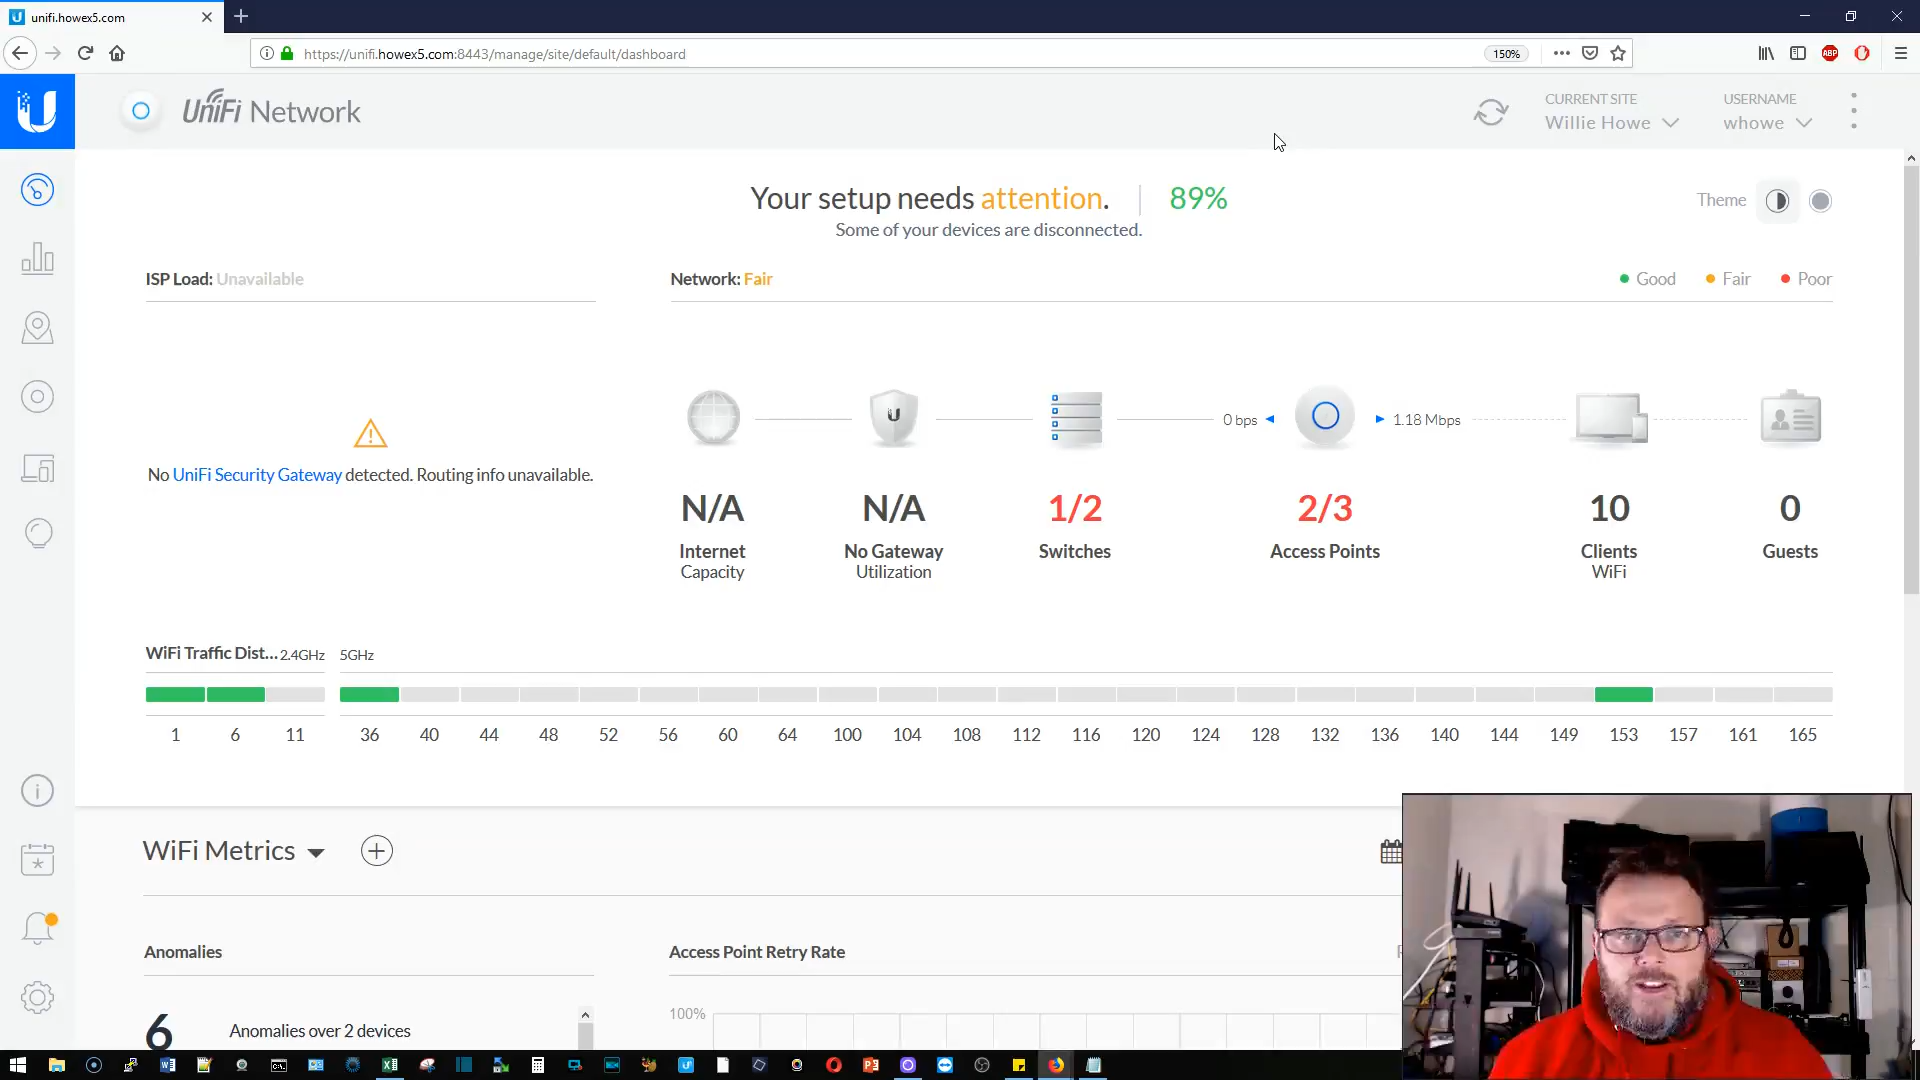 unifi.howex5.com
https://unifi.howex5.com:8443/manage/site/default/dashboard
150%
ABP
UniFi Network
CURRENT SITE
Willie Howe
USERNAME
whowe
Your setup needs attention. 89%
Some of your devices are disconnected.
Theme
ISP Load: Unavailable
Network: Fair
Good
Fair
Poor
No UniFi Security Gateway detected. Routing info unavailable.
0 bps
1.18 Mbps
N/A
Internet
Capacity
N/A
No Gateway
Utilization
1/2
Switches
2/3
Access Points
10
Clients
WiFi
0
Guests
WiFi Traffic Dist... 2.4GHz 5GHz
1 6 11 36 40 44 48 52 56 60 64 100 104 108 112 116 120 124 128 132 136 140 144 149 153 157 161 165
WiFi Metrics
Anomalies
Access Point Retry Rate
100%
6
Anomalies over 2 devices